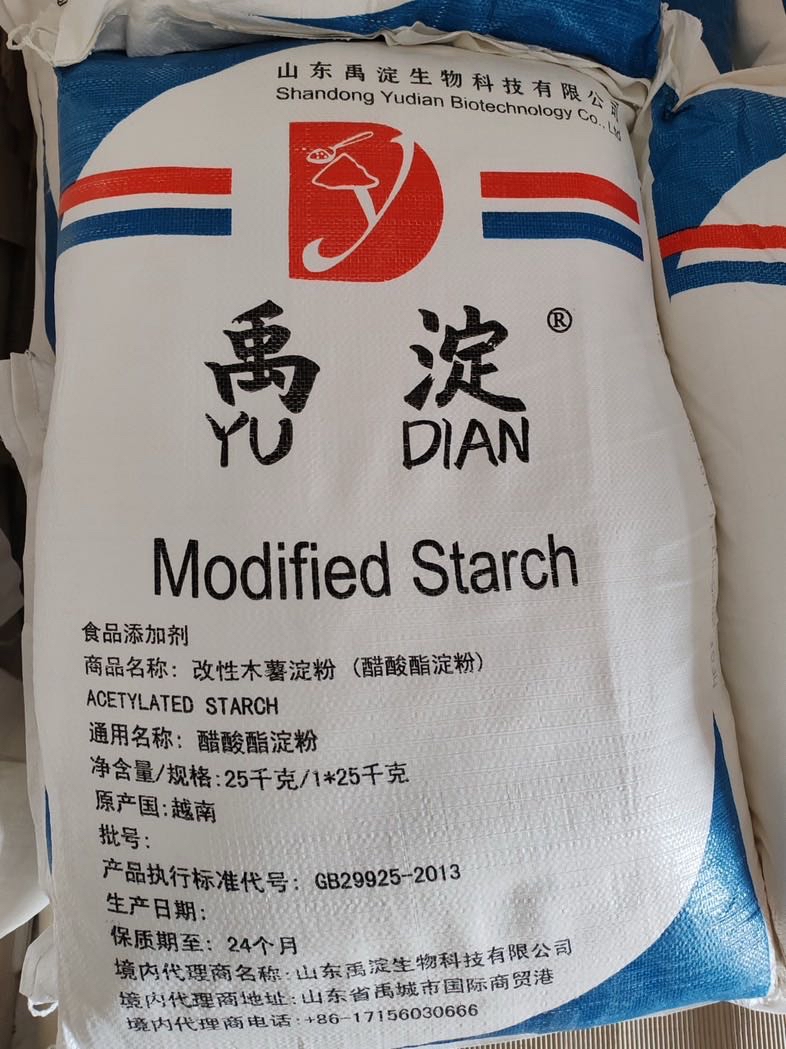 山东禹淀生物科技有限公司
Shandong Yudian Biotechnology Co., Ltd
禹淀®
YU DIAN
Modified Starch
食品添加剂
商品名称: 改性木薯淀粉 (醋酸酯淀粉)
ACETYLATED STARCH
通用名称: 醋酸酯淀粉
净含量/规格:25千克/1*25千克
原产国:越南
批号:
产品执行标准代号: GB29925-2013
生产日期:
保质期至: 24个月
境内代理商名称:山东禹淀生物科技有限公司
境内代理商地址:山东省禹城市国际商贸港
境内代理商电话:+86-17156030666